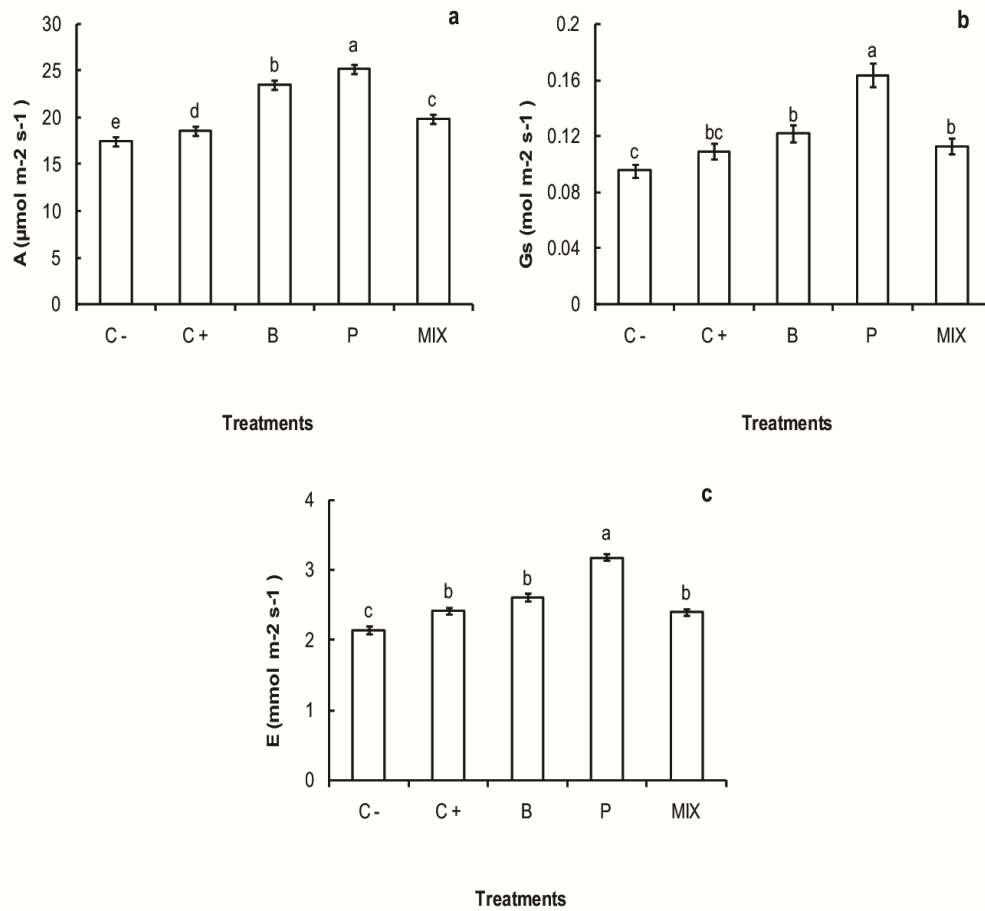 a
A (µmol m-2 s-1 )
30
25
20
15
10
5
0
e
d
b
a
c
C -
C +
B
P
MIX
Treatments
b
Gs (mol m-2 s-1 )
0.2
0.16
0.12
0.08
0.04
0
c
bc
b
a
b
C -
C +
B
P
MIX
Treatments
c
E (mmol m-2 s-1 )
4
3
2
1
0
c
b
b
a
b
C -
C +
B
P
MIX
Treatments